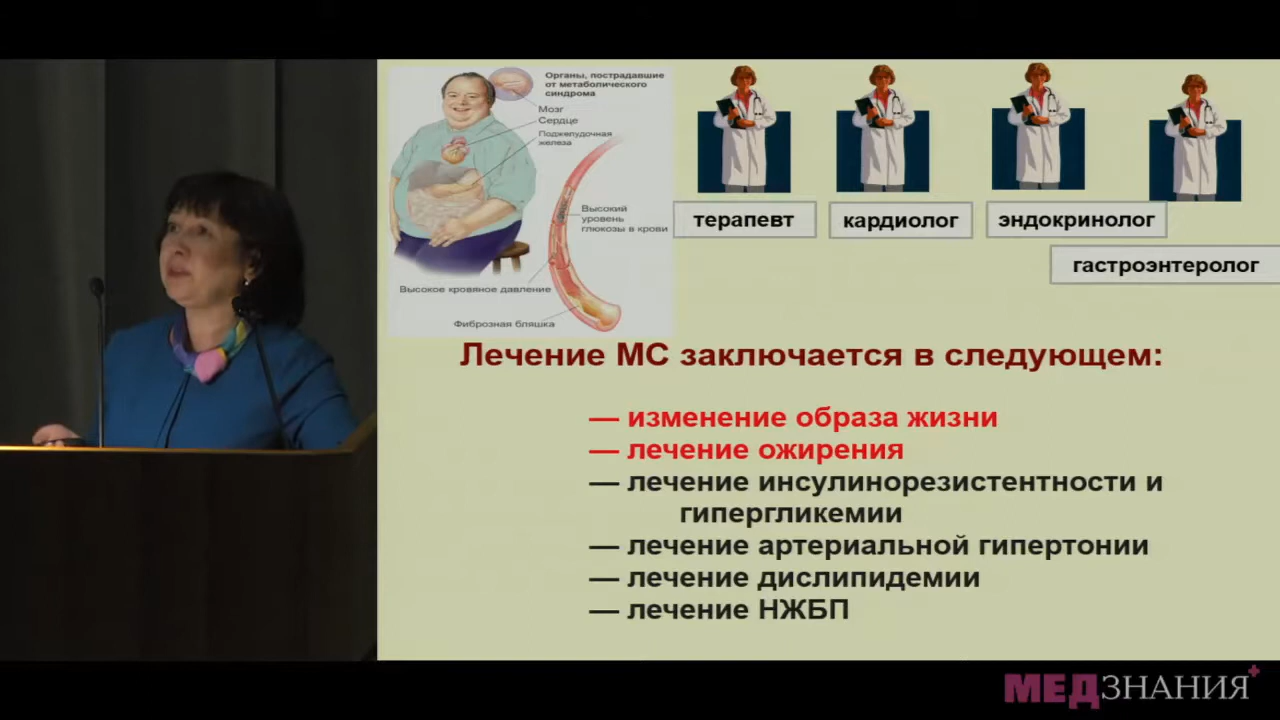 Органы, пострадавшие
от метаболического
синдрома
Мозг
Сердце
Поджелудочная
железа
Высокий
уровень
глюкозы в крови
Высокое кровяное давление
Фиброзная бляшка
терапевт
кардиолог
эндокринолог
гастроэнтеролог
Лечение МС заключается в следующем:
— изменение образа жизни
— лечение ожирения
— лечение инсулинорезистентности и
гипергликемии
— лечение артериальной гипертонии
— лечение дислипидемии
— лечение НЖБП
МЕДЗНАНИЯ+